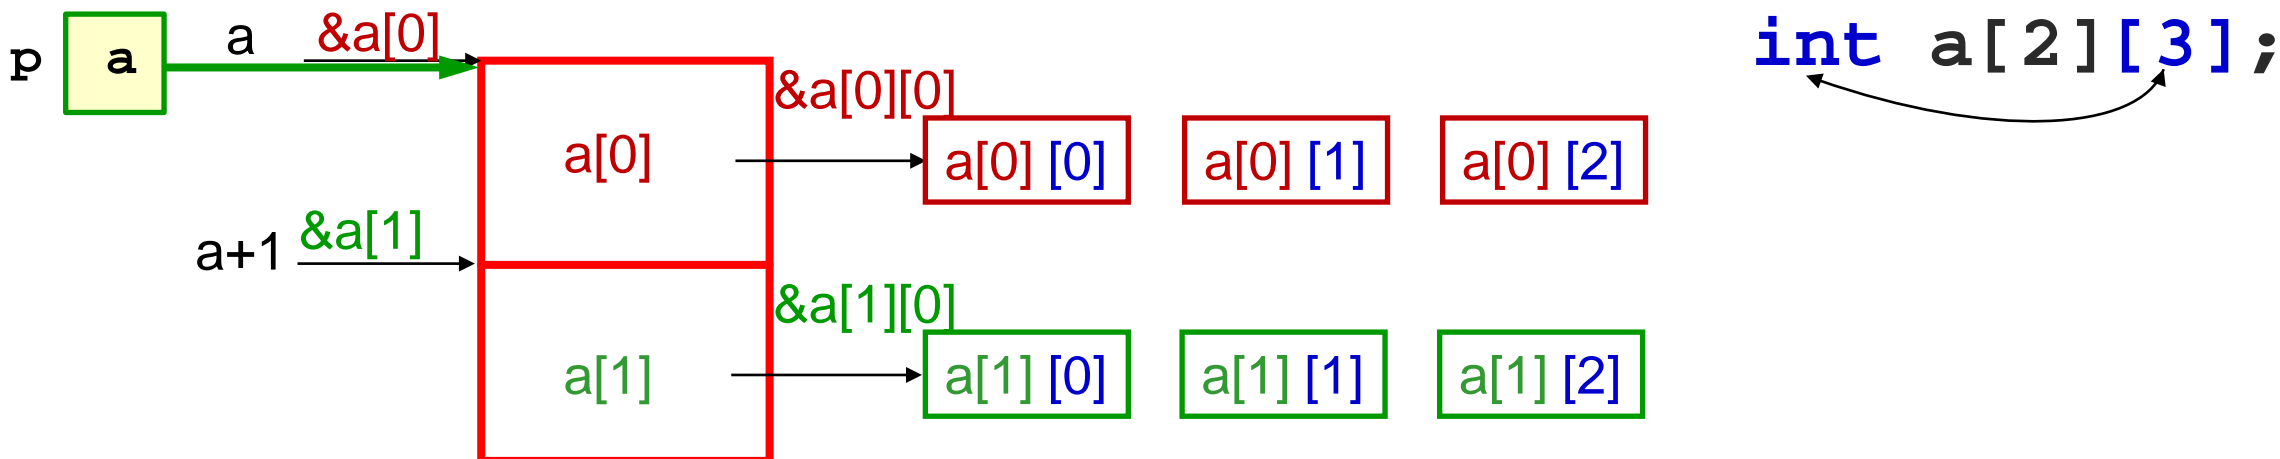 p a a &a[0] int a[2][3];
&a[0][0]
a[0] a[0] [0] a[0] [1] a[0] [2]
a+1 &a[1]
&a[1][0]
a[1] a[1] [0] a[1] [1] a[1] [2]